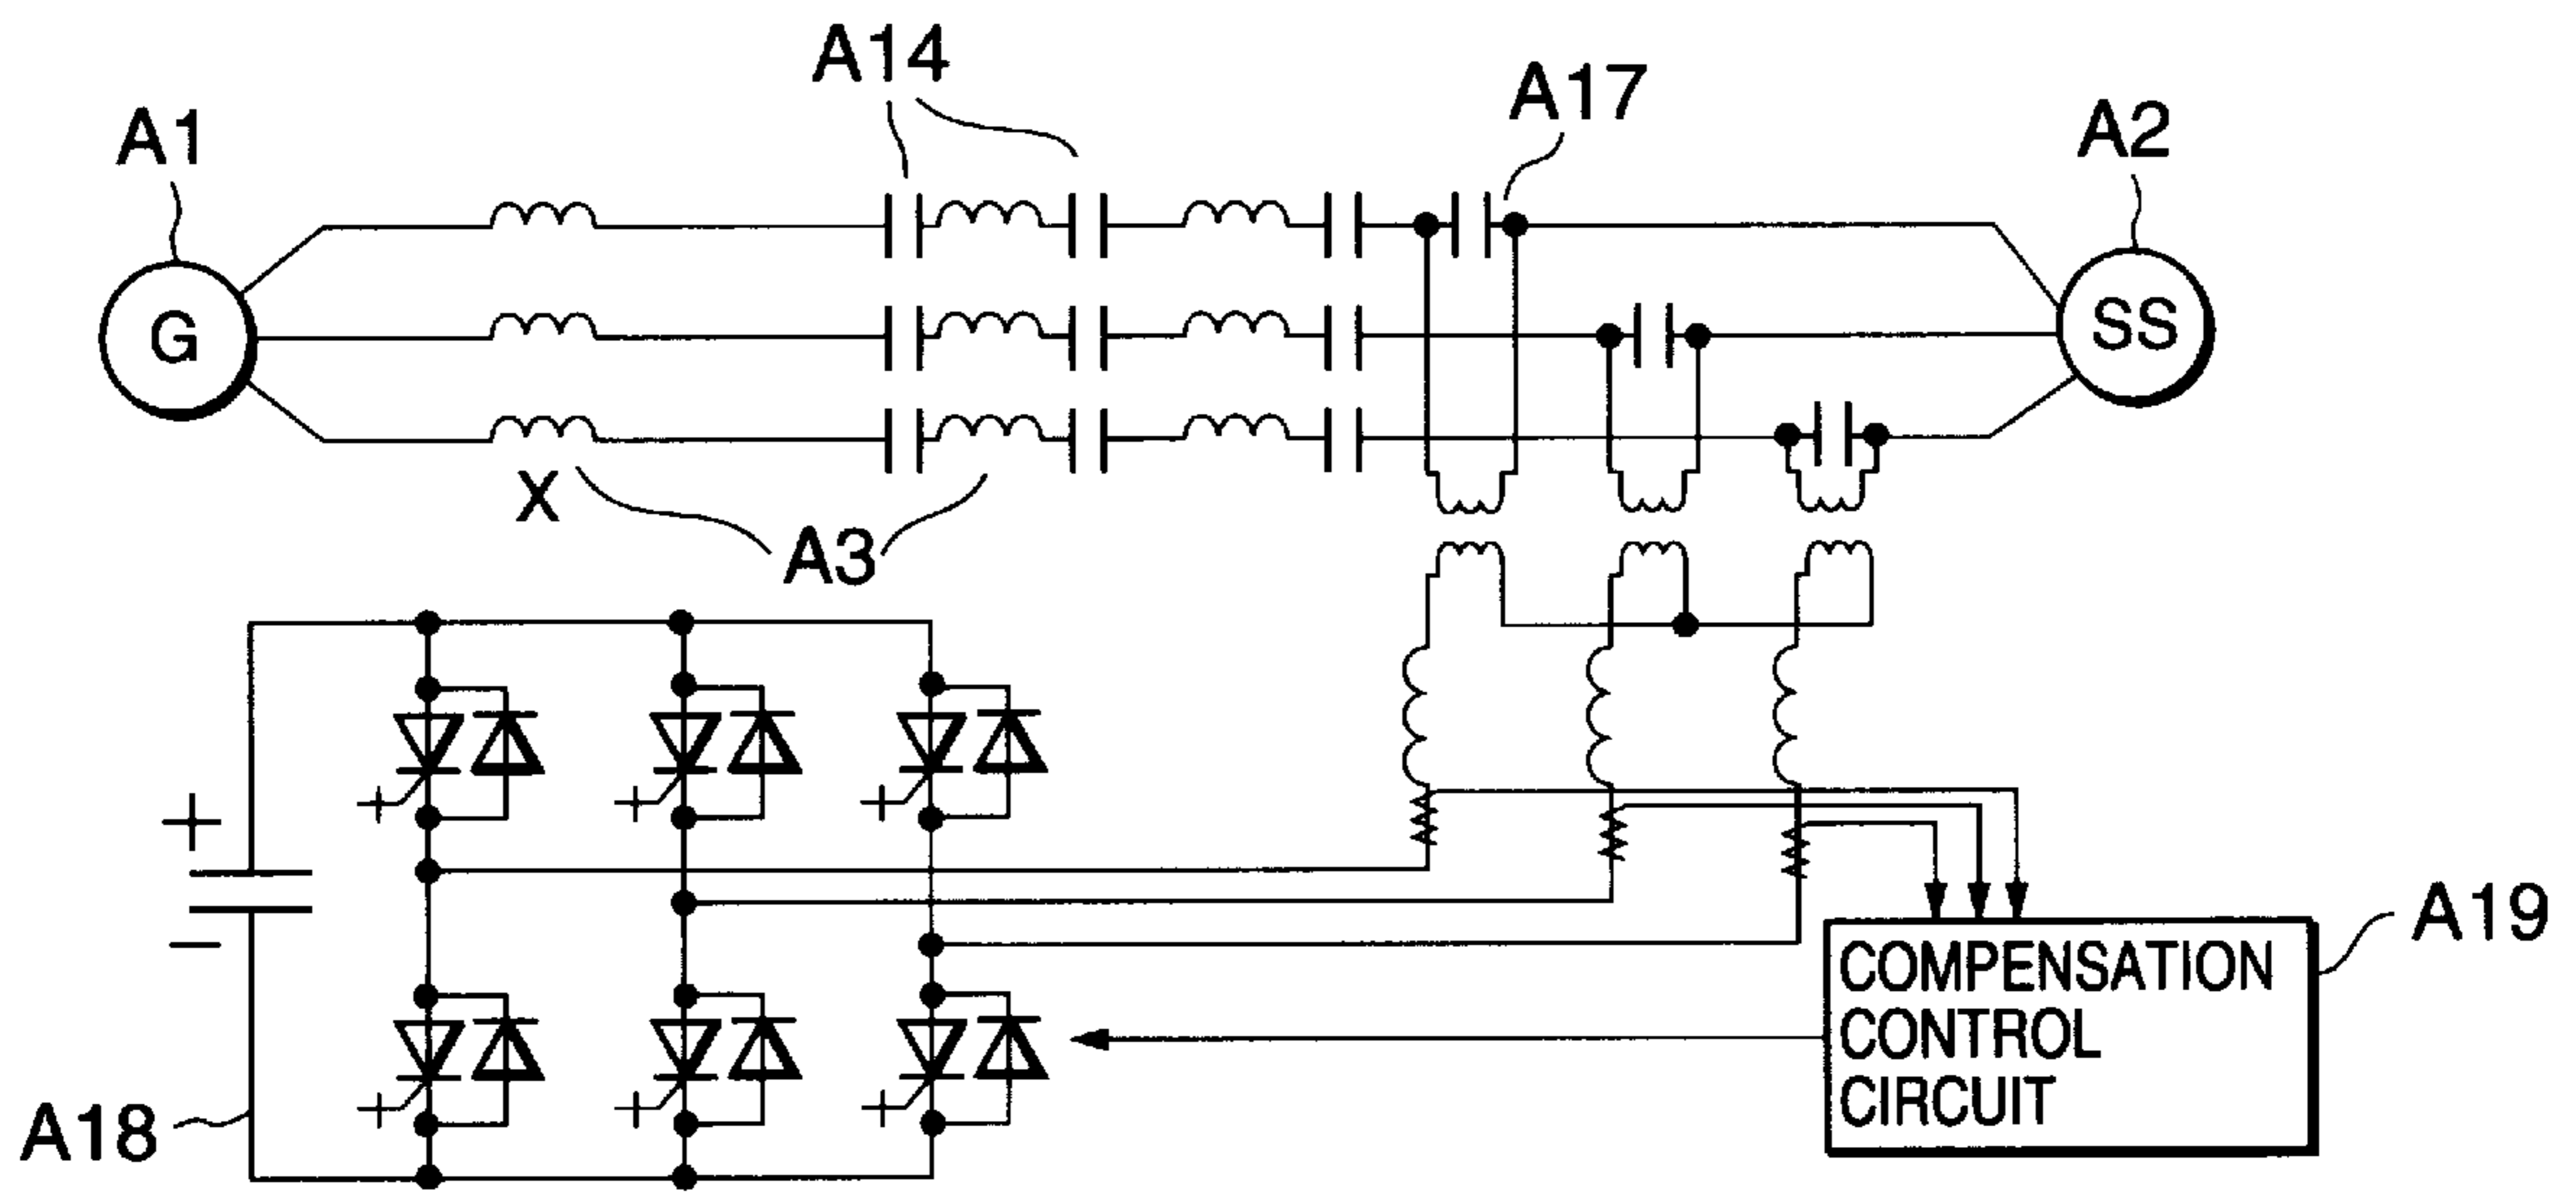 A14
A17
A1
A2
G
SS
X
A3
+
−
A18
A19
COMPENSATION
CONTROL
CIRCUIT